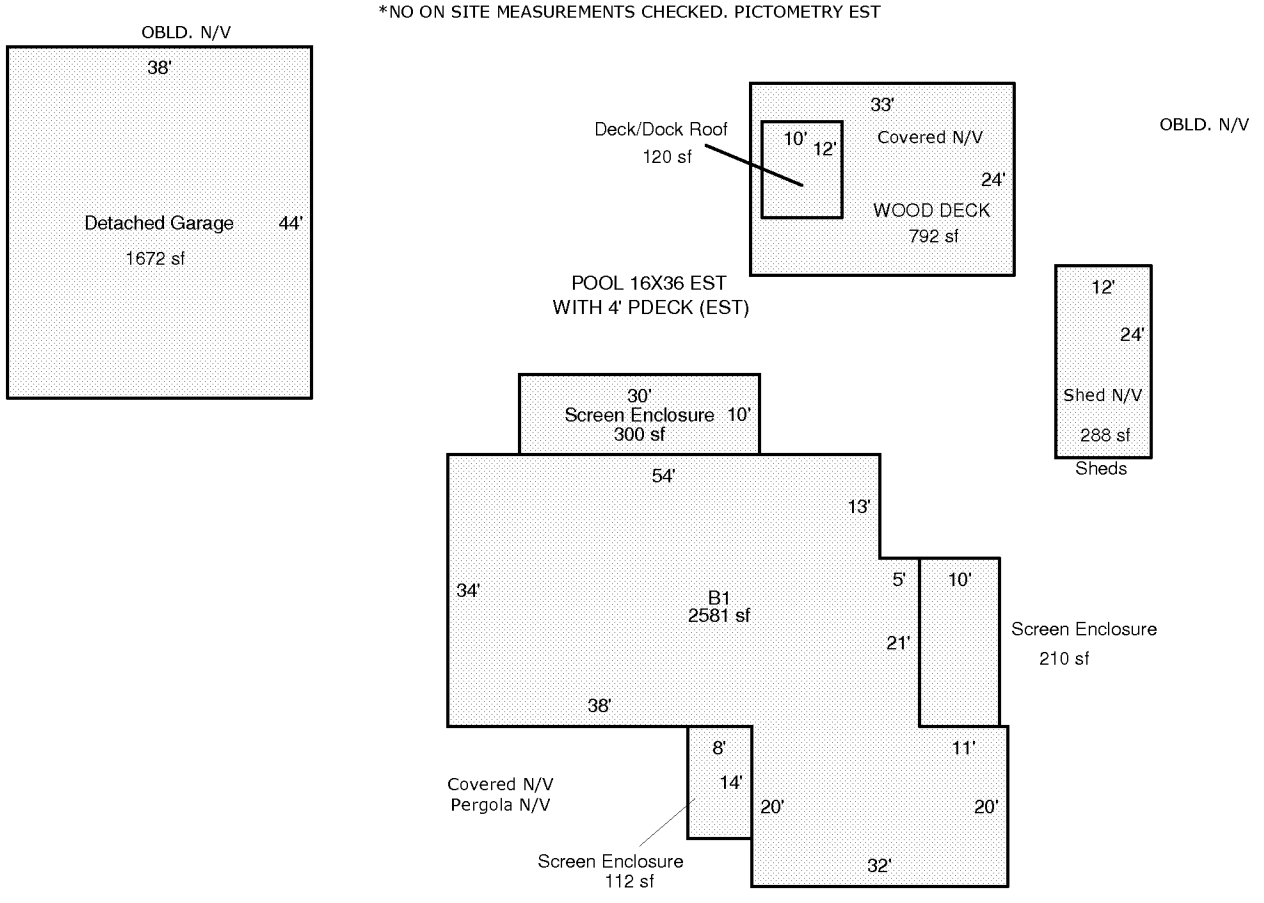 *NO ON SITE MEASUREMENTS CHECKED. PICTOMETRY EST
OBLD. N/V
38'
Detached Garage 44'
1672 sf
Deck/Dock Roof
120 sf
10' 12'
33'
Covered N/V
24'
WOOD DECK
792 sf
OBLD. N/V
POOL 16X36 EST
WITH 4' PDECK (EST)
12'
24'
Shed N/V
288 sf
Sheds
30'
Screen Enclosure 10'
300 sf
54'
13'
34'
B1
2581 sf
5' 10'
21'
Screen Enclosure
210 sf
38'
8'
14'
11'
Covered N/V
Pergola N/V
20' 20'
Screen Enclosure
112 sf
32'